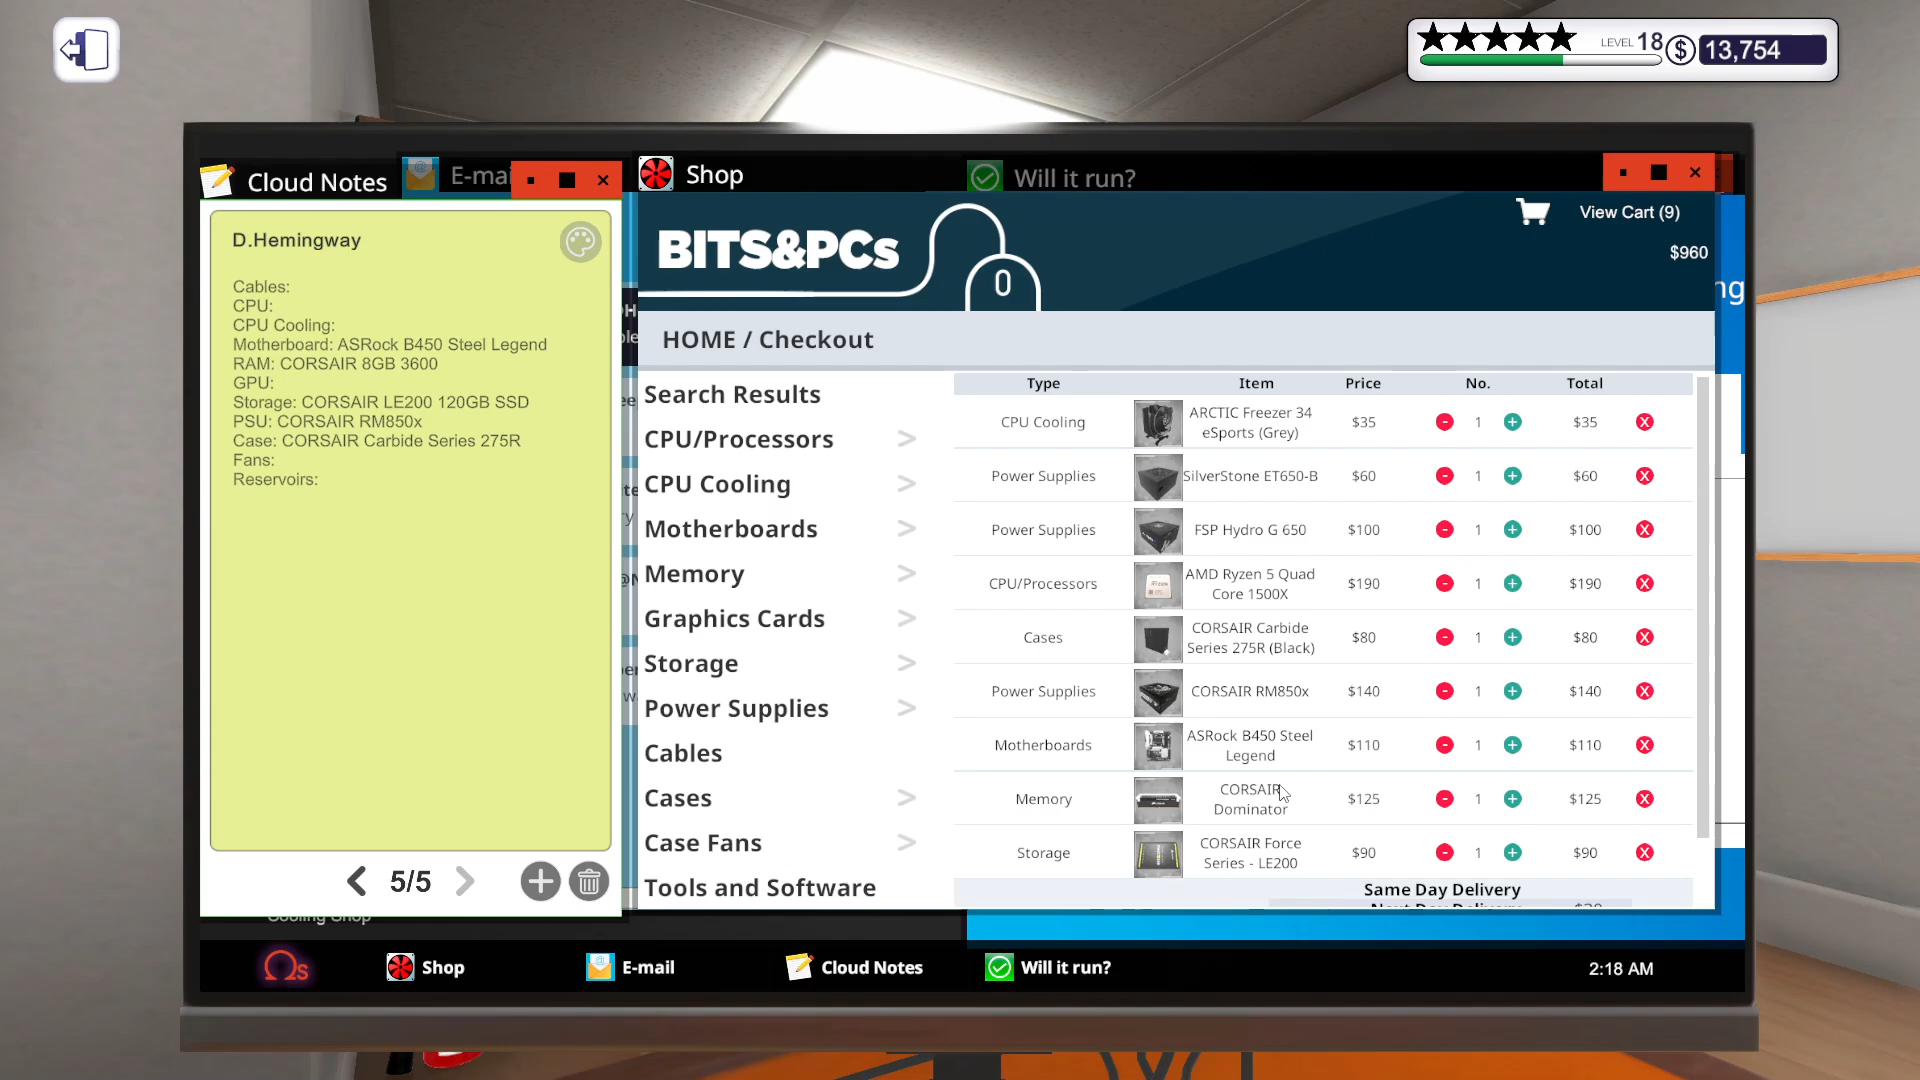 LEVEL 18 $ 13,754
Cloud Notes
E-mai
Shop
Will it run?
D.Hemingway
Cables:
CPU:
CPU Cooling:
Motherboard: ASRock B450 Steel Legend
RAM: CORSAIR 8GB 3600
GPU:
Storage: CORSAIR LE200 120GB SSD
PSU: CORSAIR RM850x
Case: CORSAIR Carbide Series 275R
Fans:
Reservoirs:
5/5
BITS&PCs
View Cart (9)
$960
ng
HOME / Checkout
Search Results
CPU/Processors >
CPU Cooling >
Motherboards >
Memory >
Graphics Cards >
Storage >
Power Supplies >
Cables
Cases >
Case Fans >
Tools and Software
Type Item Price No. Total
CPU Cooling ARCTIC Freezer 34 $35 - 1 + $35 X
eSports (Grey)
Power Supplies SilverStone ET650-B $60 - 1 + $60 X
Power Supplies FSP Hydro G 650 $100 - 1 + $100 X
CPU/Processors AMD Ryzen 5 Quad $190 - 1 + $190 X
Core 1500X
Cases CORSAIR Carbide $80 - 1 + $80 X
Series 275R (Black)
Power Supplies CORSAIR RM850x $140 - 1 + $140 X
Motherboards ASRock B450 Steel $110 - 1 + $110 X
Legend
Memory CORSAIR $125 - 1 + $125 X
Dominator
Storage CORSAIR Force $90 - 1 + $90 X
Series - LE200
Same Day Delivery
Next Day Delivery
Cooling Shop
Ωs
Shop
E-mail
Cloud Notes
Will it run?
2:18 AM